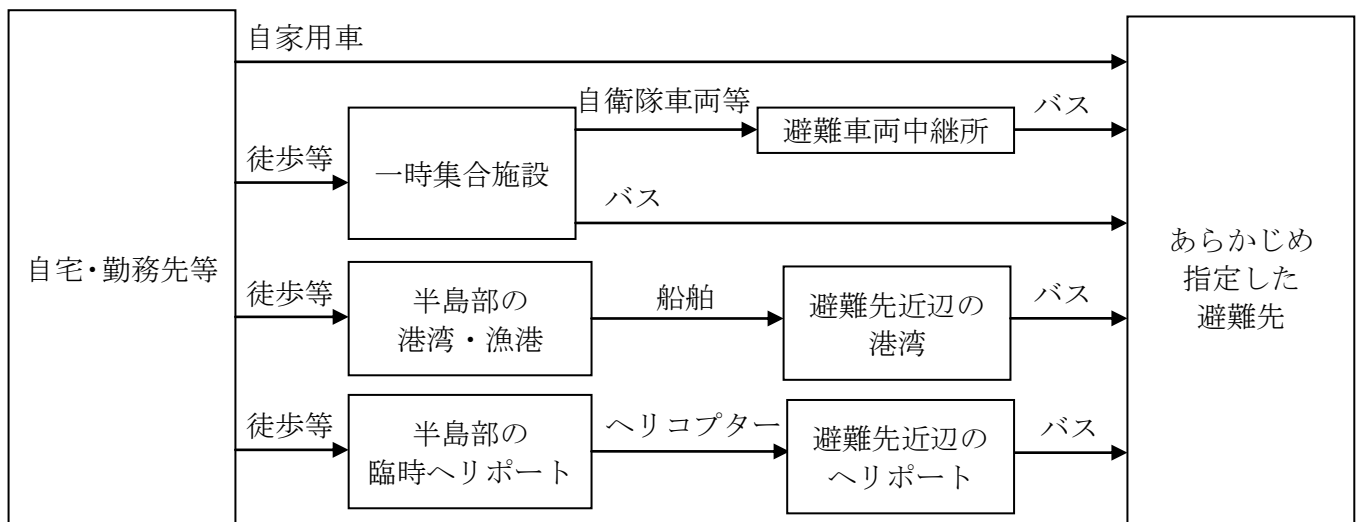 自家用車
自衛隊車両等
バス
避難車両中継所
徒歩等
一時集合施設
バス
自宅・勤務先等
あらかじめ
指定した
避難先
徒歩等
半島部の
港湾・漁港
船舶
避難先近辺の
港湾
バス
徒歩等
半島部の
臨時ヘリポート
ヘリコプター
避難先近辺の
ヘリポート
バス